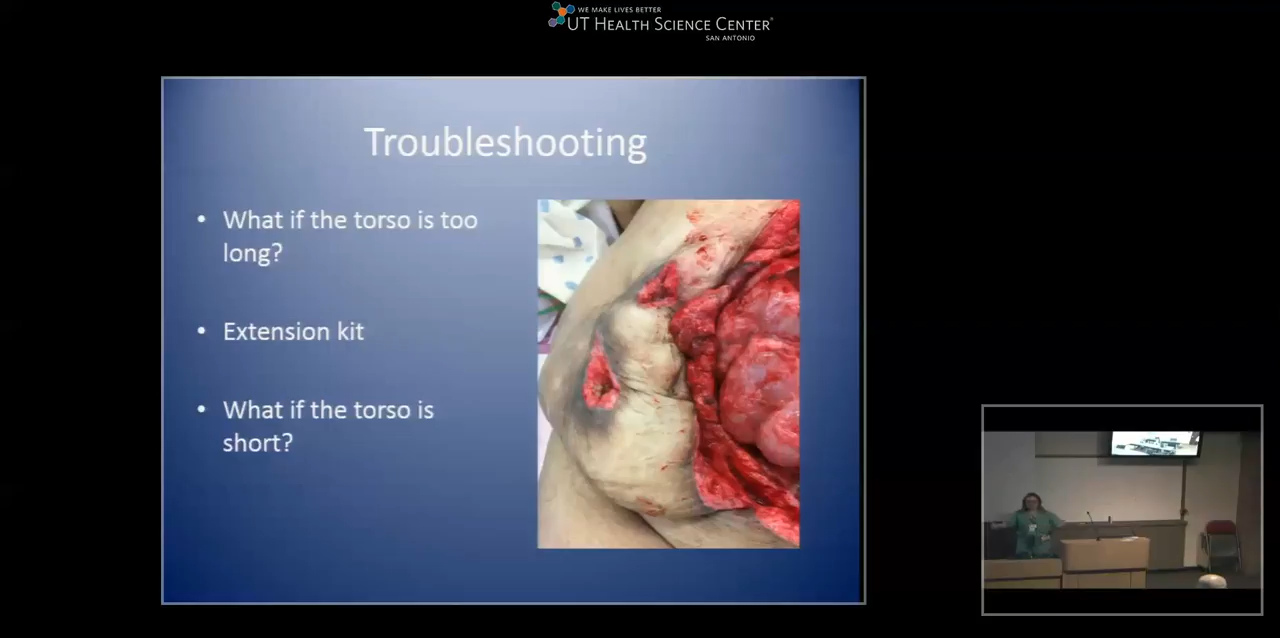 WE MAKE LIVES BETTER
UT HEALTH SCIENCE CENTER®
SAN ANTONIO
Troubleshooting
• What if the torso is too
long?
• Extension kit
• What if the torso is
short?